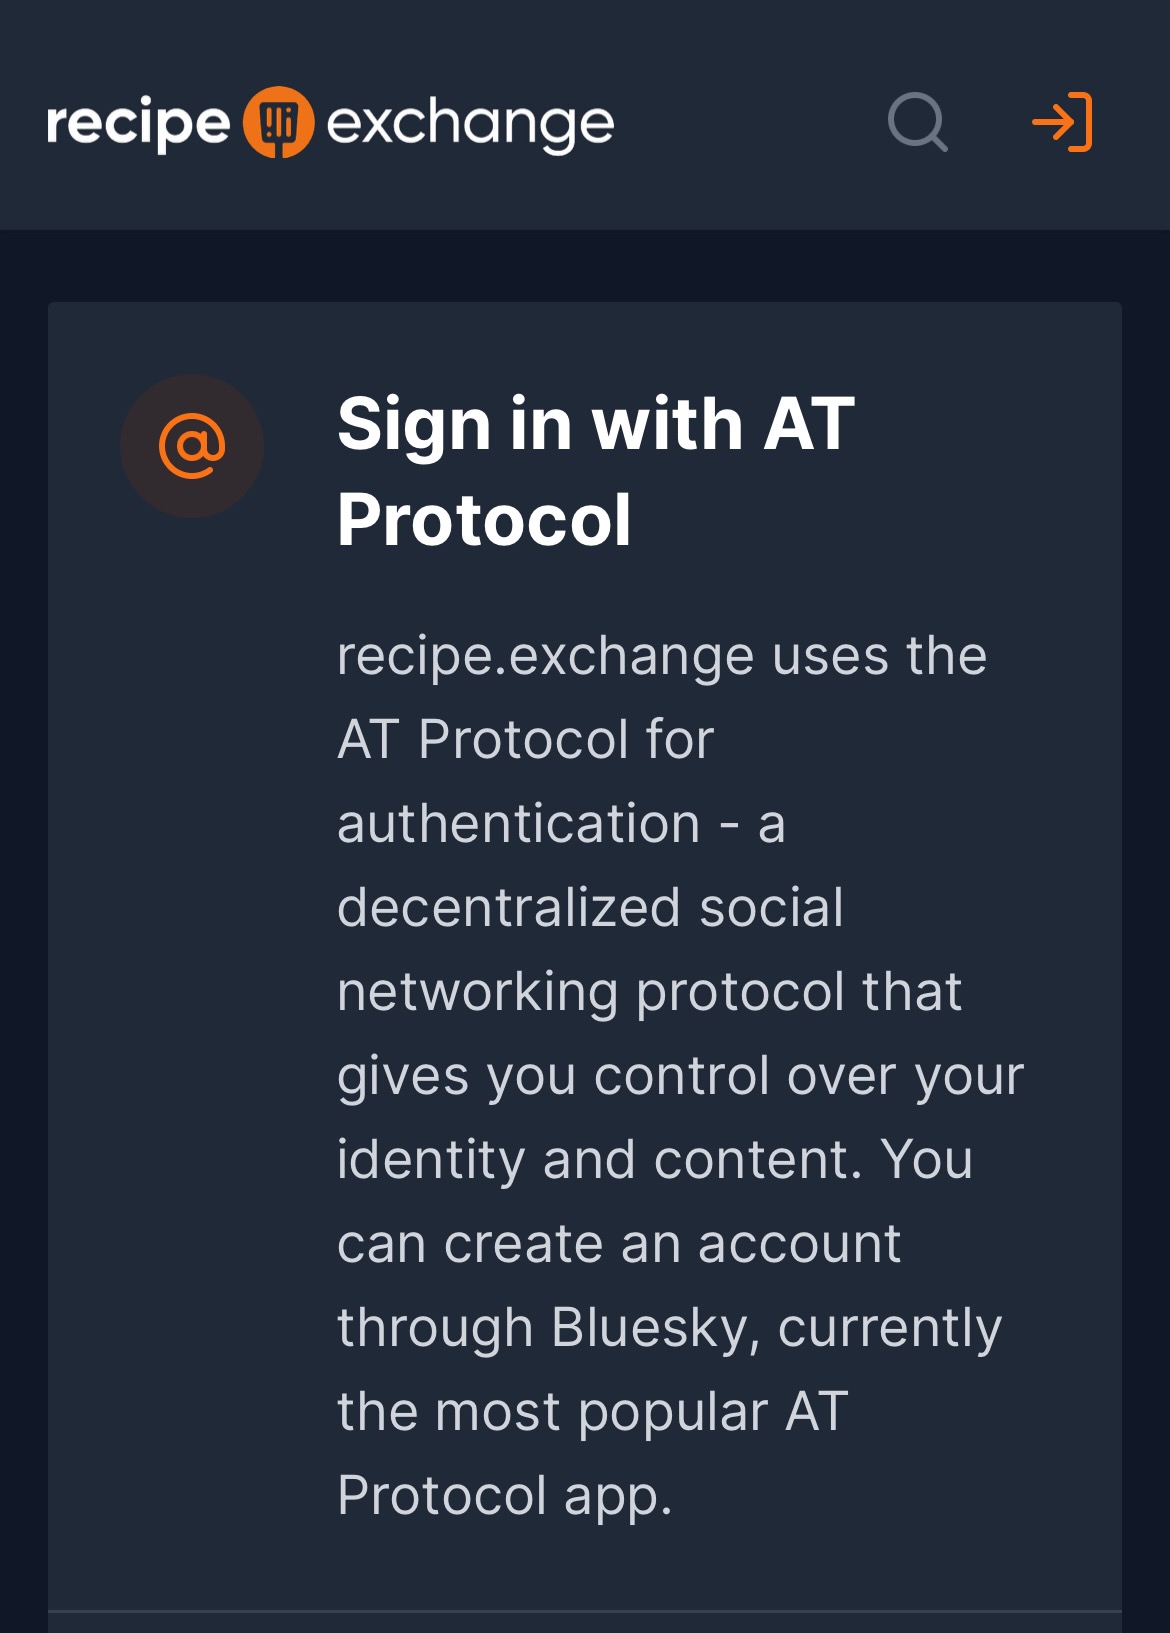 recipe exchange
Sign in with AT
Protocol
recipe.exchange uses the
AT Protocol for
authentication - a
decentralized social
networking protocol that
gives you control over your
identity and content. You
can create an account
through Bluesky, currently
the most popular AT
Protocol app.